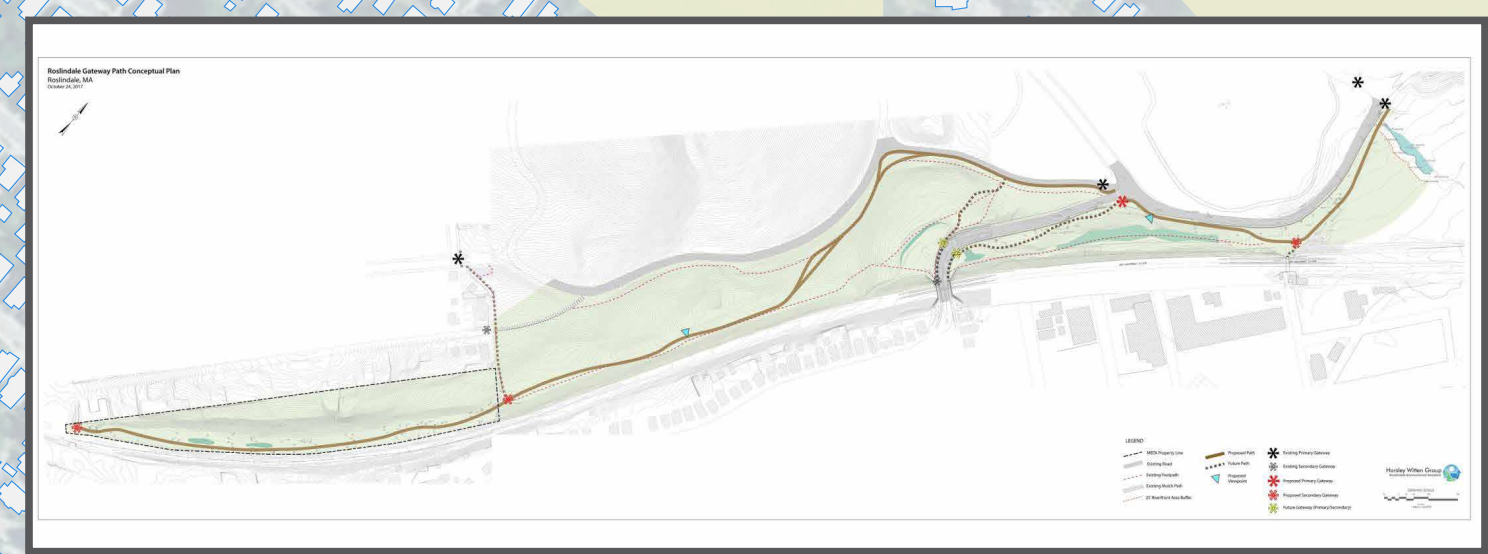 Roslindale Gateway Path Conceptual Plan
Roslindale, MA
October 24, 2017
LEGEND
MBTA Property Line
Existing Road
Existing Footpath
Existing Mulch Path
25' Riverfront Area Buffer
Proposed Path
Future Path
Proposed
Viewpoint
Existing Primary Gateway
Existing Secondary Gateway
Proposed Primary Gateway
Proposed Secondary Gateway
Future Gateway (Primary/Secondary)
Horsley Witten Group